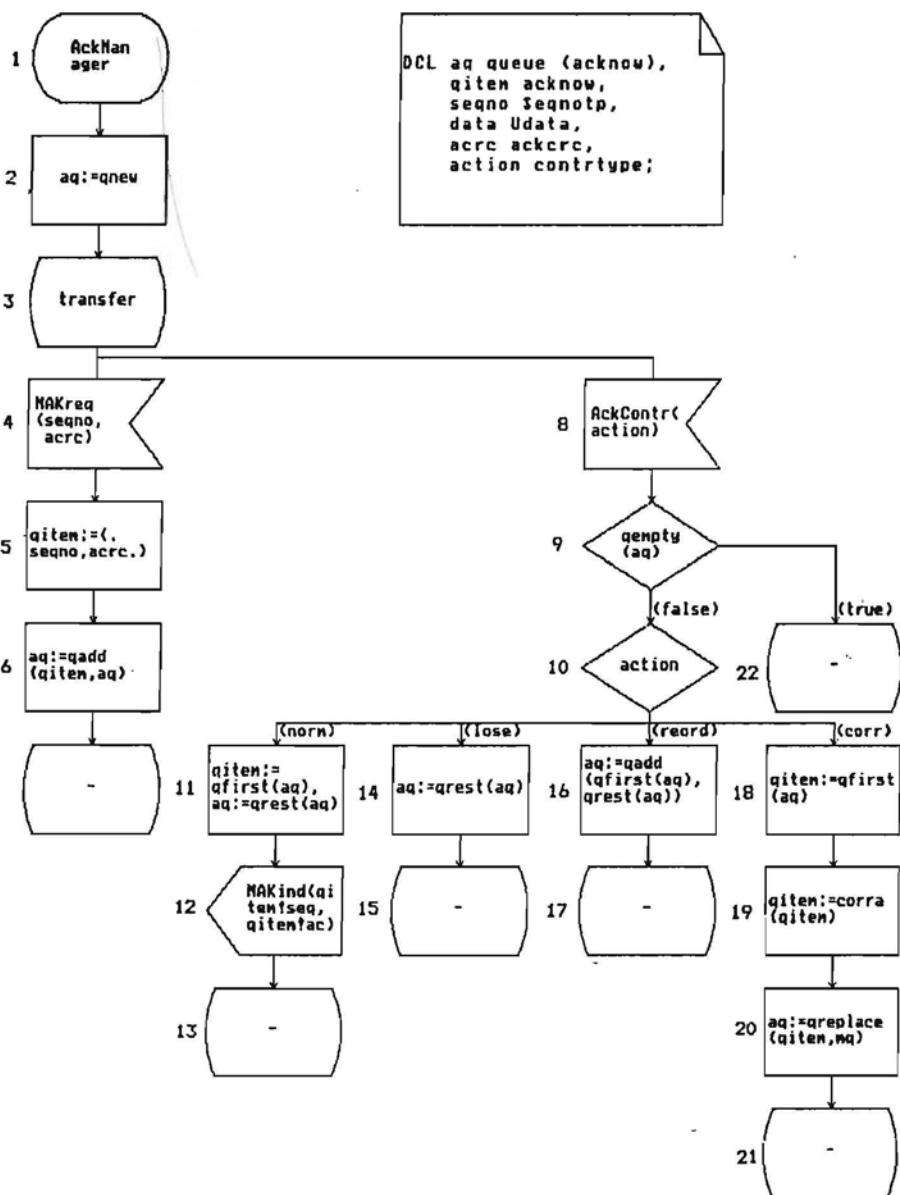 1
AckMan
ager
DCL aq queue (acknow),
qitem acknow,
seqno Seqnotp,
data Udata,
acrc ackcrc,
action contrtype;
2
aq:=qnew
3
transfer
4
MAKreq
(seqno,
acrc)
8
AckContr(
action)
5
qitem:=(.
seqno,acrc.)
9
qempty
(aq)
(false)
(true)
6
aq:=qadd
(qitem,aq)
10
action
22
-
(norm)
(lose)
(reord)
(corr)
-
11
qitem:=
qfirst(aq),
aq:=qrest(aq)
14
aq:=qrest(aq)
16
aq:=qadd
(qfirst(aq),
qrest(aq))
18
qitem:=qfirst
(aq)
12
MAKind(qi
tem!seq,
qitem!ac)
15
-
17
-
19
qitem:=corra
(qitem)
13
-
20
aq:=qreplace
(qitem,mq)
21
-